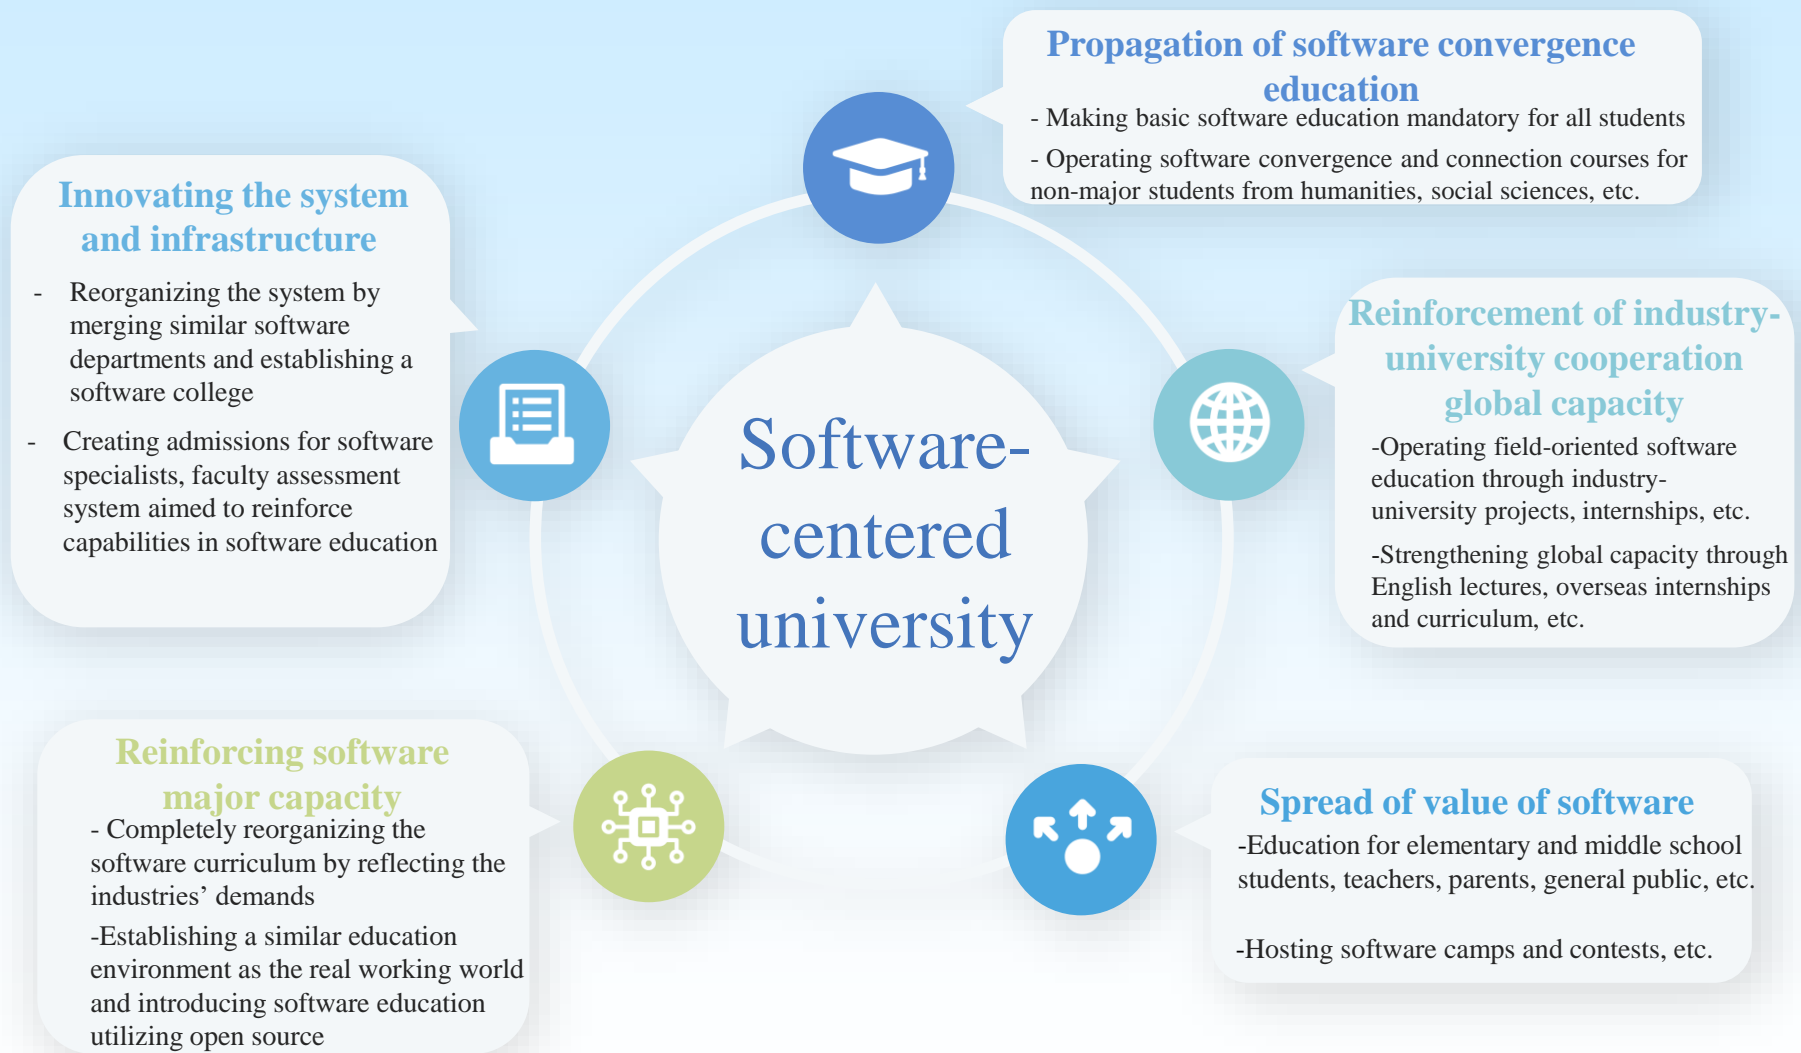 Propagation of software convergence
education
- Making basic software education mandatory for all students
- Operating software convergence and connection courses for
non-major students from humanities, social sciences, etc.
Innovating the system
and infrastructure
- Reorganizing the system by
merging similar software
departments and establishing a
software college
- Creating admissions for software
specialists, faculty assessment
system aimed to reinforce
capabilities in software education
Software-
centered
university
Reinforcement of industry-
university cooperation
global capacity
-Operating field-oriented software
education through industry-
university projects, internships, etc.
-Strengthening global capacity through
English lectures, overseas internships
and curriculum, etc.
Reinforcing software
major capacity
- Completely reorganizing the
software curriculum by reflecting the
industries’ demands
-Establishing a similar education
environment as the real working world
and introducing software education
utilizing open source
Spread of value of software
-Education for elementary and middle school
students, teachers, parents, general public, etc.
-Hosting software camps and contests, etc.